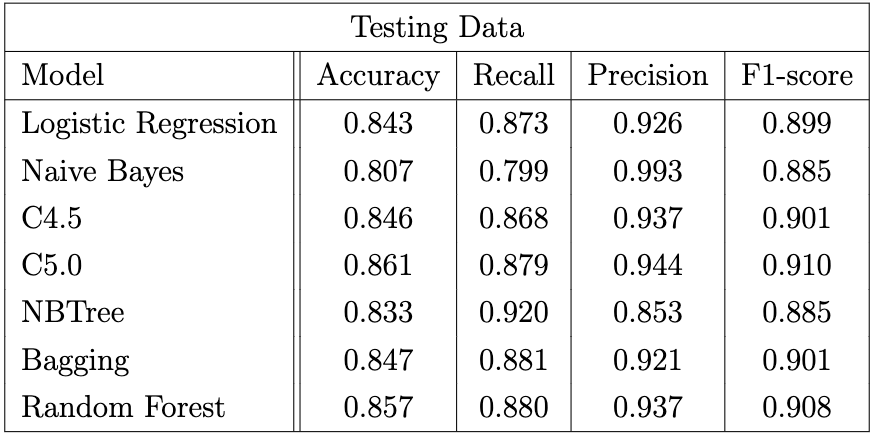 Testing Data
Model Accuracy Recall Precision F1-score
Logistic Regression 0.843 0.873 0.926 0.899
Naive Bayes 0.807 0.799 0.993 0.885
C4.5 0.846 0.868 0.937 0.901
C5.0 0.861 0.879 0.944 0.910
NBTree 0.833 0.920 0.853 0.885
Bagging 0.847 0.881 0.921 0.901
Random Forest 0.857 0.880 0.937 0.908